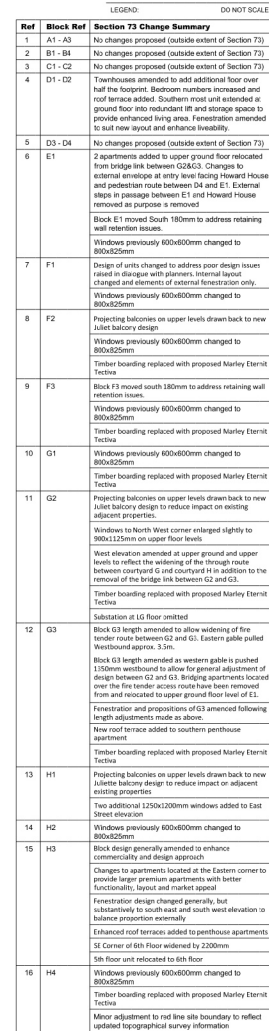 LEGEND: DO NOT SCALE
Ref Block Ref Section 73 Change Summary
1 A1 - A3 No changes proposed (outside extent of Section 73)
2 B1 - B4 No changes proposed (outside extent of Section 73)
3 C1 - C2 No changes proposed (outside extent of Section 73)
4 D1 - D2 Townhouses amended to add additional floor over
half the footprint. Bedroom numbers increased and
roof terrace added. Southern most unit extended at
ground floor into redundant lift and storage space to
provide enhanced living area. Fenestration amended
to suit new layout and enhance liveability.
5 D3 - D4 No changes proposed (outside extent of Section 73)
6 E1 2 apartments added to upper ground floor relocated
from bridge link between G2&G3. Changes to
external envelope at entry level facing Howard House
and pedestrian route between D4 and E1. External
steps in passage between E1 and Howard House
removed as purpose is removed
Block E1 moved South 180mm to address retaining
wall retention issues.
Windows previously 600x600mm changed to
800x825mm
7 F1 Design of units changed to address poor design issues
raised in dialogue with planners. Internal layout
changed and elements of external fenestration only.
Windows previously 600x600mm changed to
800x825mm
8 F2 Projecting balconies on upper levels drawn back to new
Juliet balcony design
Windows previously 600x600mm changed to
800x825mm
Timber boarding replaced with proposed Marley Eternit
Tectiva
9 F3 Block F3 moved south 180mm to address retaining wall
retention issues.
Windows previously 600x600mm changed to
800x825mm
Timber boarding replaced with proposed Marley Eternit
Tectiva
10 G1 Windows previously 600x600mm changed to
800x825mm
Timber boarding replaced with proposed Marley Eternit
Tectiva
11 G2 Projecting balconies on upper levels drawn back to new
Juliet balcony design to reduce impact on existing
adjacent properties.
Windows to North West corner enlarged slightly to
900x1125mm on upper floor levels
West elevation amended at upper ground and upper
levels to reflect the widening of the through route
between courtyard G and courtyard H in addition to the
removal of the bridge link between G2 and G3.
Timber boarding replaced with proposed Marley Eternit
Tectiva
Substation at LG floor omitted
12 G3 Block G3 length amended to allow widening of fire
tender route between G2 and G3. Eastern gable pulled
Westbound approx. 3.5m.
Block G3 length amended as western gable is pushed
1350mm westbound to allow for general adjustment of
design between G2 and G3. Bridging apartments located
over the fire tender access route have been removed
from and relocated to upper ground floor level of E1.
Fenestration and propositions of G3 amenced following
length adjustments made as above.
New roof terrace added to southern penthouse
apartment
Timber boarding replaced with proposed Marley Eternit
Tectiva
13 H1 Projecting balconies on upper levels drawn back to new
Juliette balcony design to reduce impact on adjacent
existing properties
Two additional 1250x1200mm windows added to East
Street elevation
14 H2 Windows previously 600x600mm changed to
800x825mm
15 H3 Block design generally amended to enhance
commerciality and design approach
Changes to apartments located at the Eastern corner to
provide larger premium apartments with better
functionality, layout and market appeal
Fenestration design changed generally, but
substantively to south east and south west elevation to
balance proportion externally
Enhanced roof terraces added to penthouse apartments
SE Corner of 6th Floor widened by 2200mm
5th floor unit relocated to 6th floor
16 H4 Windows previously 600x600mm changed to
800x825mm
Timber boarding replaced with proposed Marley Eternit
Tectiva
Minor adjustment to red line site boundary to reflect
updated topographical survey information